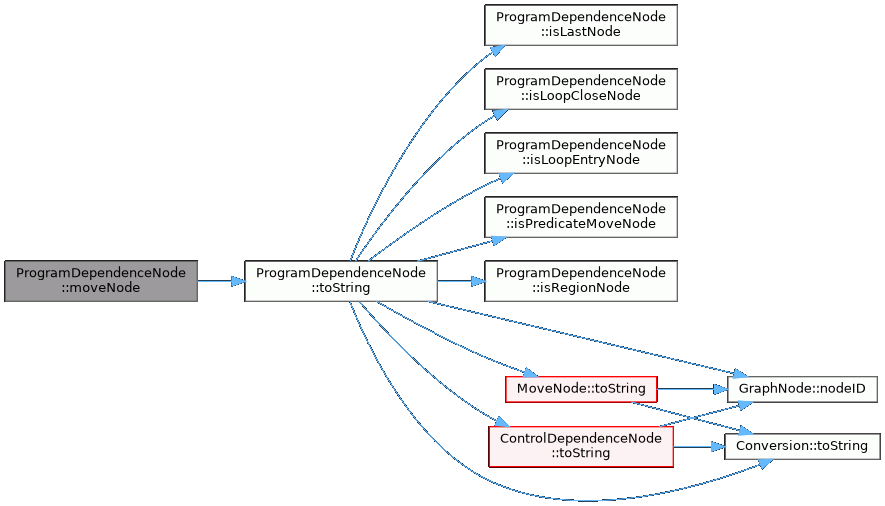 ProgramDependenceNode
::isLastNode
ProgramDependenceNode
::isLoopCloseNode
ProgramDependenceNode
::isLoopEntryNode
ProgramDependenceNode
::isPredicateMoveNode
ProgramDependenceNode
::moveNode
ProgramDependenceNode
::toString
ProgramDependenceNode
::isRegionNode
MoveNode::toString
GraphNode::nodeID
ControlDependenceNode
::toString
Conversion::toString